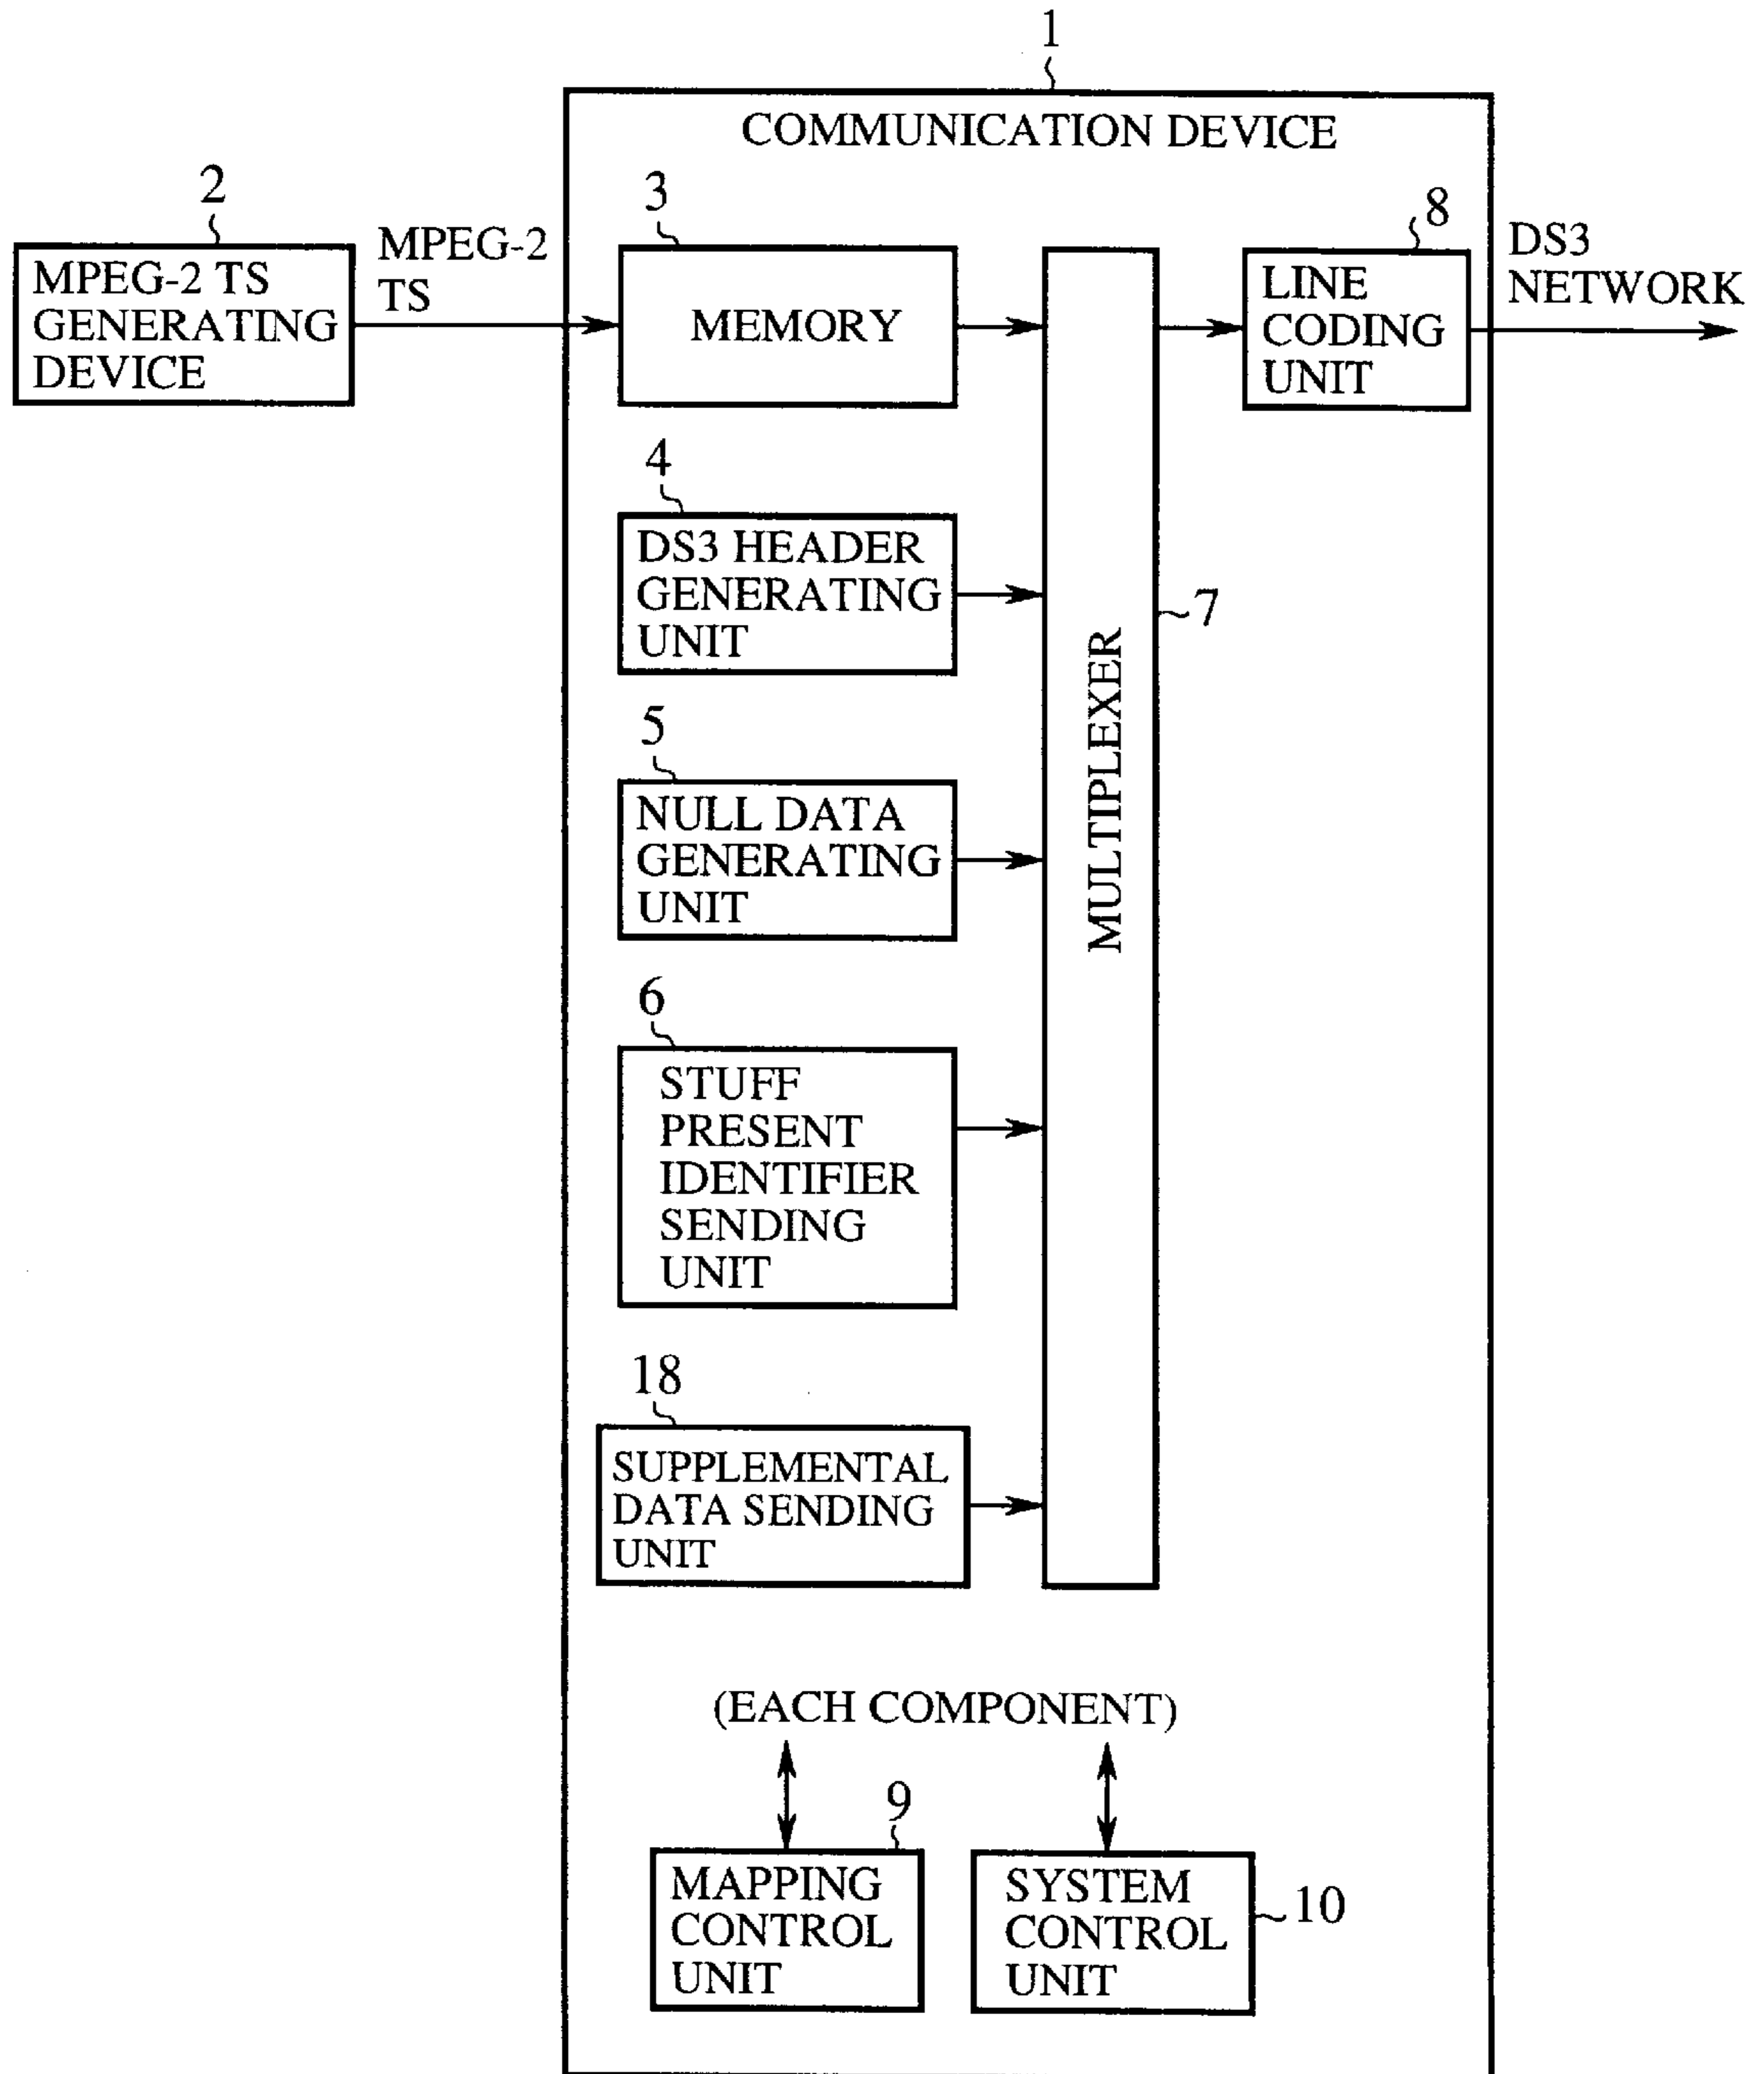 1
COMMUNICATION DEVICE
2
MPEG-2 TS
GENERATING
DEVICE
MPEG-2
TS
3
MEMORY
8
LINE
CODING
UNIT
DS3
NETWORK
4
DS3 HEADER
GENERATING
UNIT
7
MULTIPLEXER
5
NULL DATA
GENERATING
UNIT
6
STUFF
PRESENT
IDENTIFIER
SENDING
UNIT
18
SUPPLEMENTAL
DATA SENDING
UNIT
(EACH COMPONENT)
9
MAPPING
CONTROL
UNIT
SYSTEM
CONTROL
UNIT
10